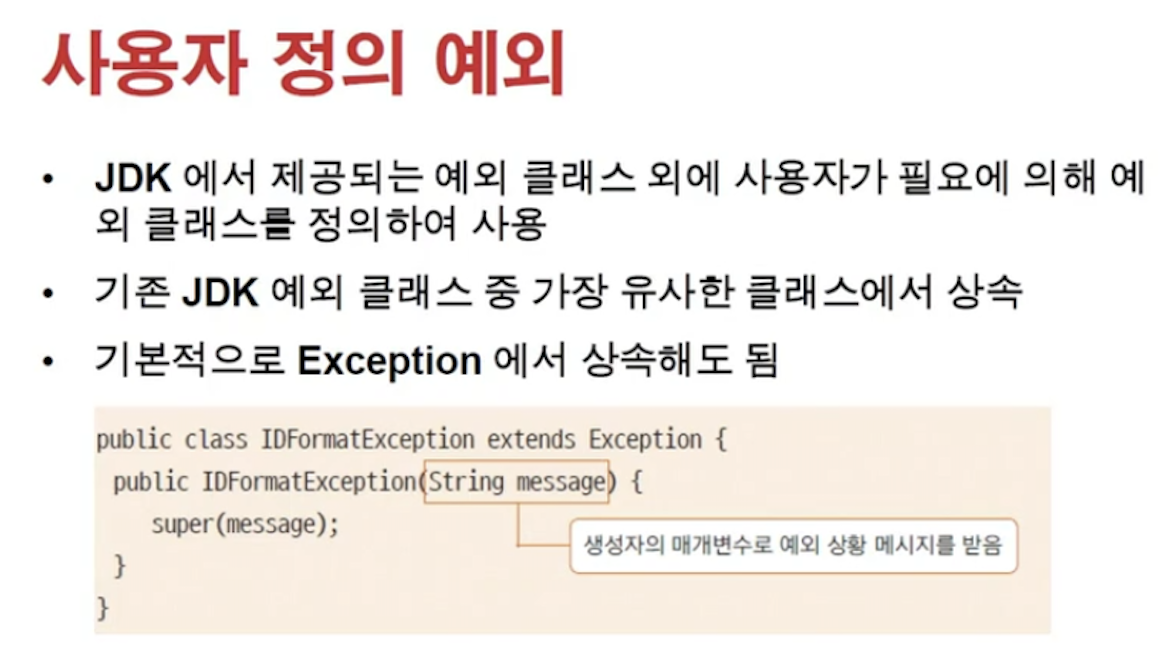 사용자 정의 예외
• JDK 에서 제공되는 예외 클래스 외에 사용자가 필요에 의해 예
외 클래스를 정의하여 사용
• 기존 JDK 예외 클래스 중 가장 유사한 클래스에서 상속
• 기본적으로 Exception 에서 상속해도 됨
public class IDFormatException extends Exception {
public IDFormatException(String message) {
super(message);
생성자의 매개변수로 예외 상황 메시지를 받음
}
}